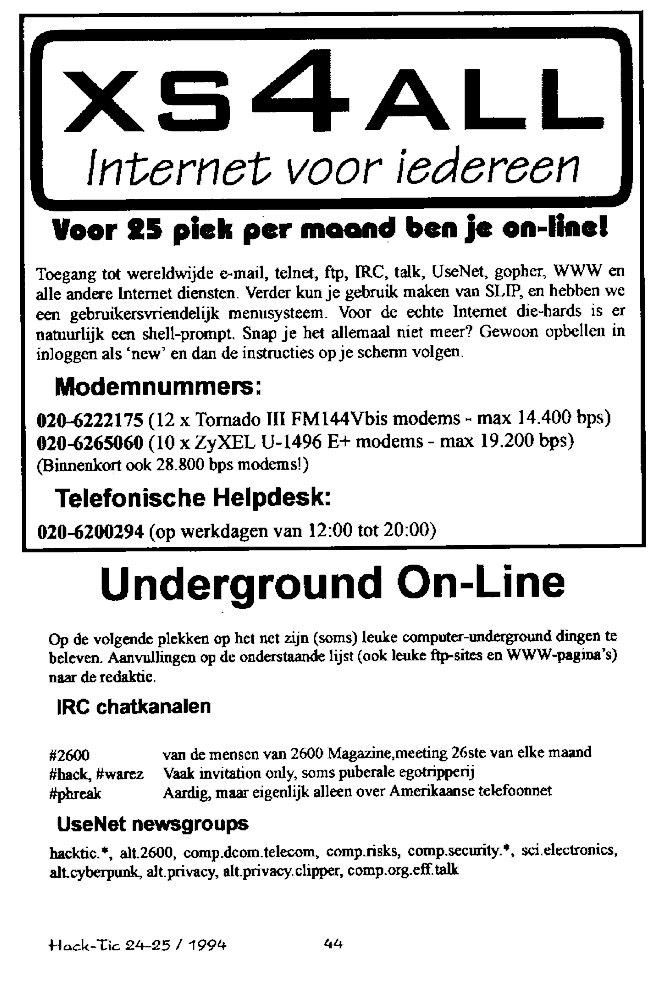 XS4ALL
Internet voor iedereen
Voor 25 piek per maand ben je on-line!
Toegang tot wereldwijde e-mail, telnet, ftp, IRC, talk, UseNet, gopher, WWW en
alle andere Internet diensten. Verder kun je gebruik maken van SLIP, en hebben we
een gebruikersvriendelijk menusysteem. Voor de echte Internet die-hards is er
natuurlijk een shell-prompt. Snap je het allemaal niet meer? Gewoon opbellen in
inloggen als ‘new’ en dan de instructies op je scherm volgen.
Modemnummers:
020-6222175 (12 x Tornado III FM144Vbis modems - max 14.400 bps)
020-6265060 (10 x ZyXEL U-1496 E+ modems - max 19.200 bps)
(Binnenkort ook 28.800 bps modems!)
Telefonische Helpdesk:
020-6200294 (op werkdagen van 12:00 tot 20:00)
Underground On-Line
Op de volgende plekken op het net zijn (soms) leuke computer-underground dingen te
beleven. Aanvullingen op de onderstaande lijst (ook leuke ftp-sites en WWW-pagina’s)
naar de redaktie.
IRC chatkanalen
#2600 van de mensen van 2600 Magazine,meeting 26ste van elke maand
#hack, #warez Vaak invitation only, soms puberale egotripperij
#phreak Aardig, maar eigenlijk alleen over Amerikaanse telefoonnet
UseNet newsgroups
hacktic.*, alt.2600, comp.dcom.telecom, comp.risks, comp.security.*, sci.electronics,
alt.cyberpunk, alt.privacy, alt.privacy.clipper, comp.org.eff.talk
Hack-Tic 24-25 / 1994 44